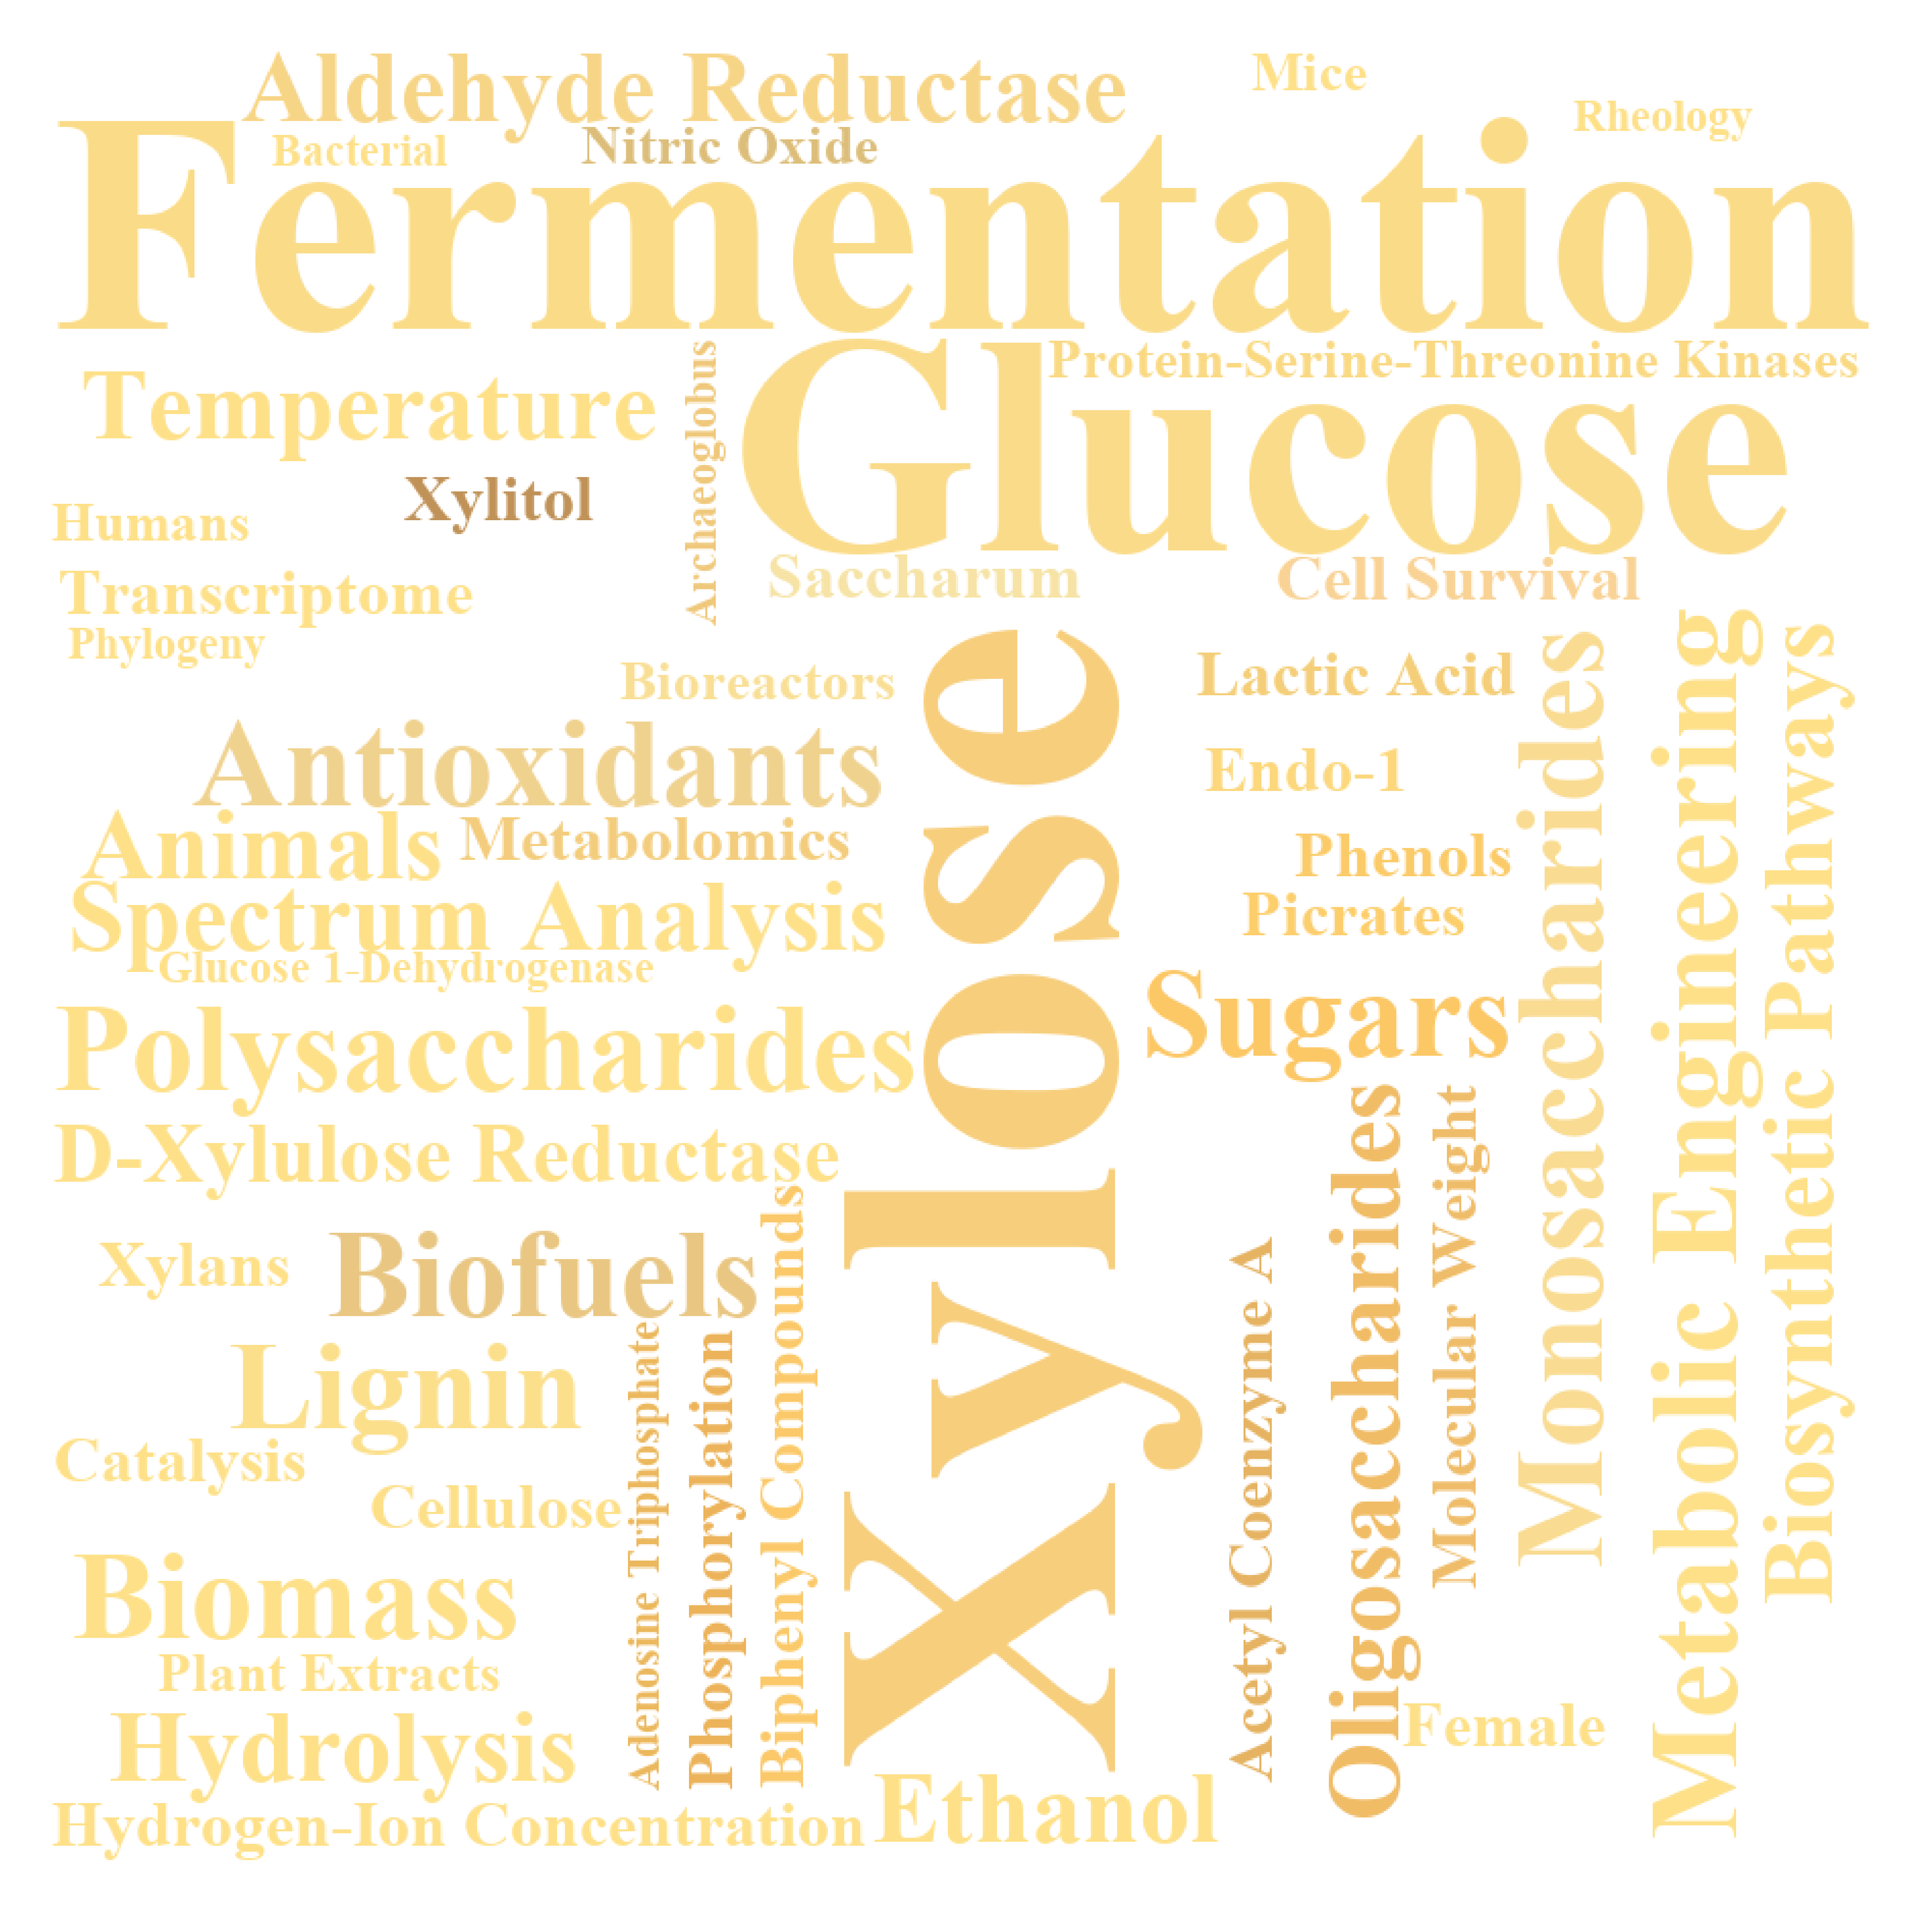 Aldehyde Reductase
Mice
Rheology
Bacterial
Nitric Oxide
Fermentation
Glucose
Protein-Serine-Threonine Kinases
Temperature
Archaeoglobus
Xylitol
Humans
Saccharum
Cell Survival
Transcriptome
Phylogeny
Bioreactors
Lactic Acid
Antioxidants
Endo-1
Animals
Metabolomics
Phenols
Spectrum Analysis
Picrates
Glucose 1-Dehydrogenase
Polysaccharides
Xylose
Sugars
Monosaccharides
Metabolic Engineering
Biosynthetic Pathways
D-Xylulose Reductase
Xylans
Biofuels
Biphenyl Compounds
Lignin
Adenosine Triphosphate
Phosphorylation
Acetyl Coenzyme A
Oligosaccharides
Molecular Weight
Catalysis
Cellulose
Biomass
Plant Extracts
Hydrolysis
Female
Hydrogen-Ion Concentration
Ethanol